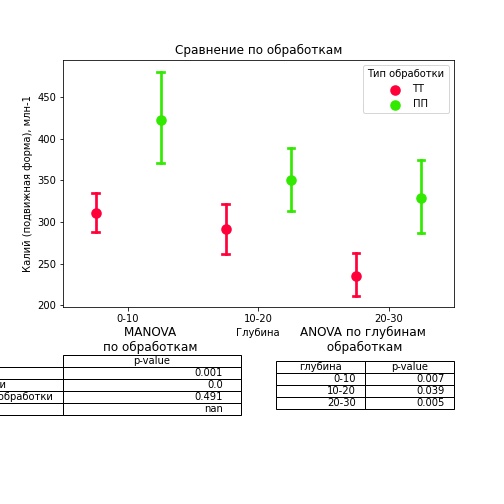 Сравнение по обработкам
Калий (подвижная форма), млн-1
450
400
350
300
250
200
Тип обработки
ТТ
ПП
0-10
10-20
20-30
Глубина
MANOVA
по обработкам
p-value
0.001
0.0
обработки 0.491
nan
ANOVA по глубинам
обработкам
глубина p-value
0-10 0.007
10-20 0.039
20-30 0.005